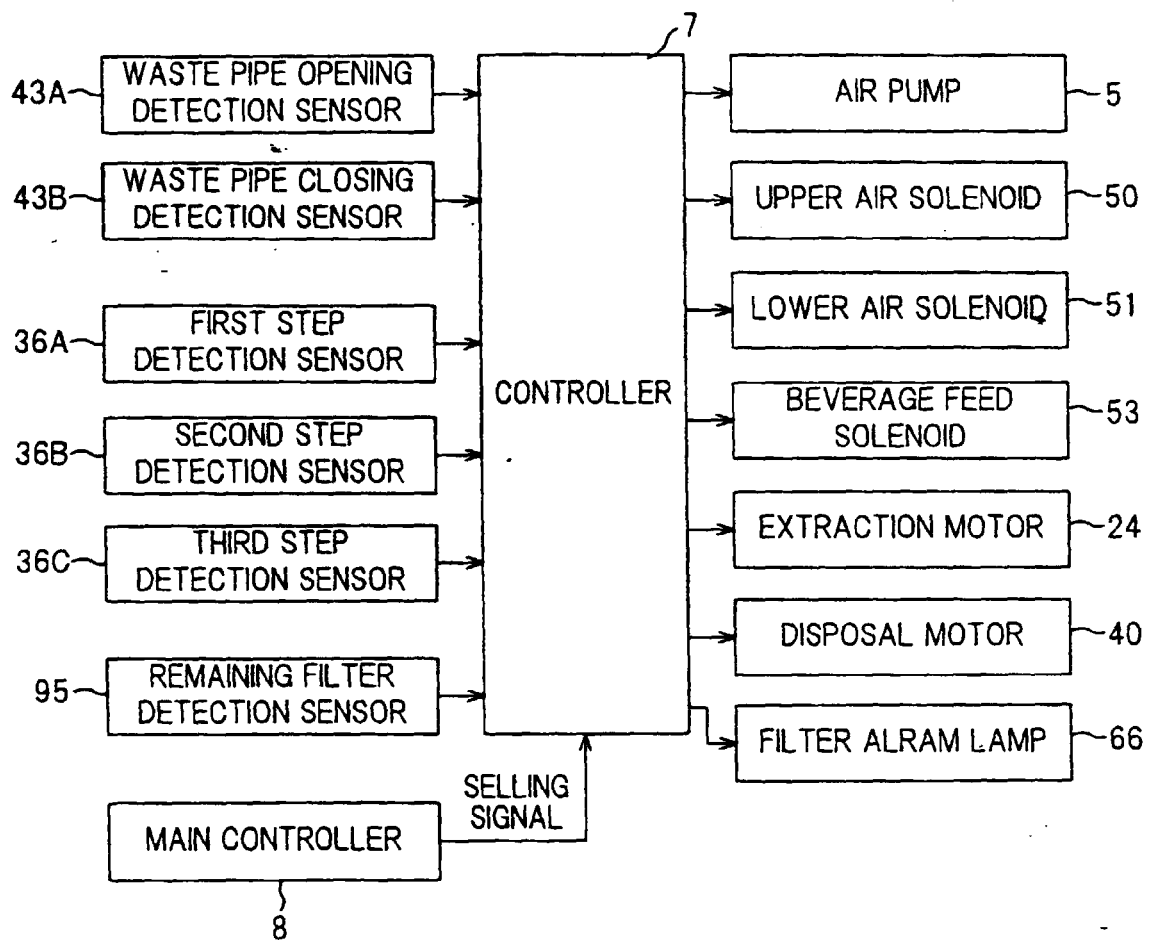 7
43A
WASTE PIPE OPENING
DETECTION SENSOR
43B
WASTE PIPE CLOSING
DETECTION SENSOR
36A
FIRST STEP
DETECTION SENSOR
36B
SECOND STEP
DETECTION SENSOR
36C
THIRD STEP
DETECTION SENSOR
95
REMAINING FILTER
DETECTION SENSOR
MAIN CONTROLLER
8
SELLING
SIGNAL
CONTROLLER
AIR PUMP
5
UPPER AIR SOLENOID
50
LOWER AIR SOLENOID
51
BEVERAGE FEED
SOLENOID
53
EXTRACTION MOTOR
24
DISPOSAL MOTOR
40
FILTER ALRAM LAMP
66